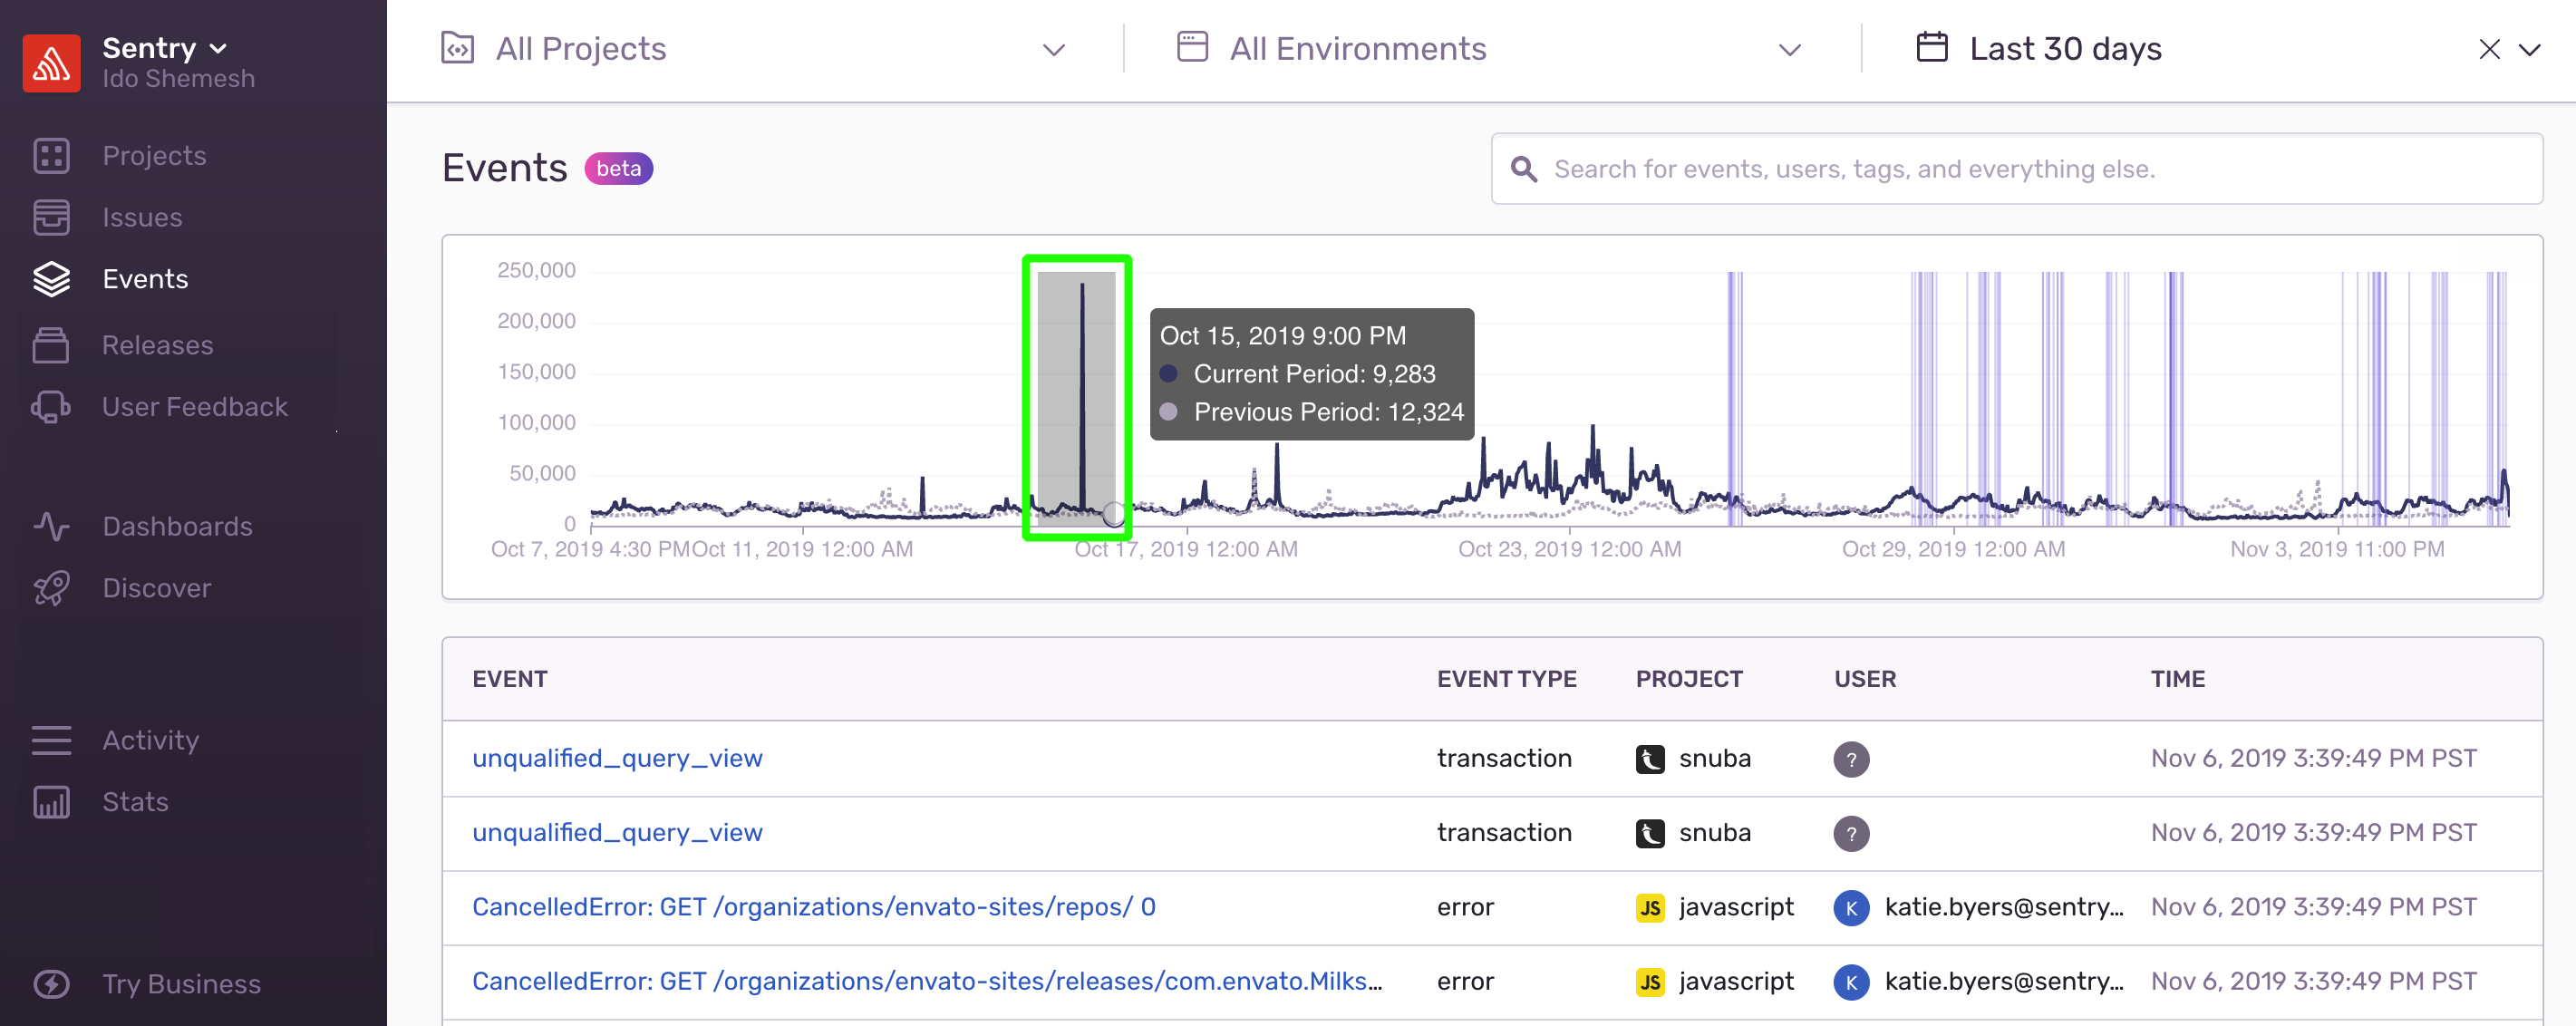 Sentry
Ido Shemesh
Projects
Issues
Events
Releases
User Feedback
Dashboards
Discover
Activity
Stats
Try Business
All Projects
All Environments
Last 30 days
Events beta
Search for events, users, tags, and everything else.
250,000
200,000
150,000
100,000
50,000
0
Oct 15, 2019 9:00 PM
Current Period: 9,283
Previous Period: 12,324
Oct 7, 2019 4:30 PM Oct 11, 2019 12:00 AM Oct 17, 2019 12:00 AM Oct 23, 2019 12:00 AM Oct 29, 2019 12:00 AM Nov 3, 2019 11:00 PM
EVENT EVENT TYPE PROJECT USER TIME
unqualified_query_view transaction snuba ? Nov 6, 2019 3:39:49 PM PST
unqualified_query_view transaction snuba ? Nov 6, 2019 3:39:49 PM PST
CancelledError: GET /organizations/envato-sites/repos/ 0 error JS javascript K katie.byers@sentry... Nov 6, 2019 3:39:49 PM PST
CancelledError: GET /organizations/envato-sites/releases/com.envato.Milks... error JS javascript K katie.byers@sentry... Nov 6, 2019 3:39:49 PM PST